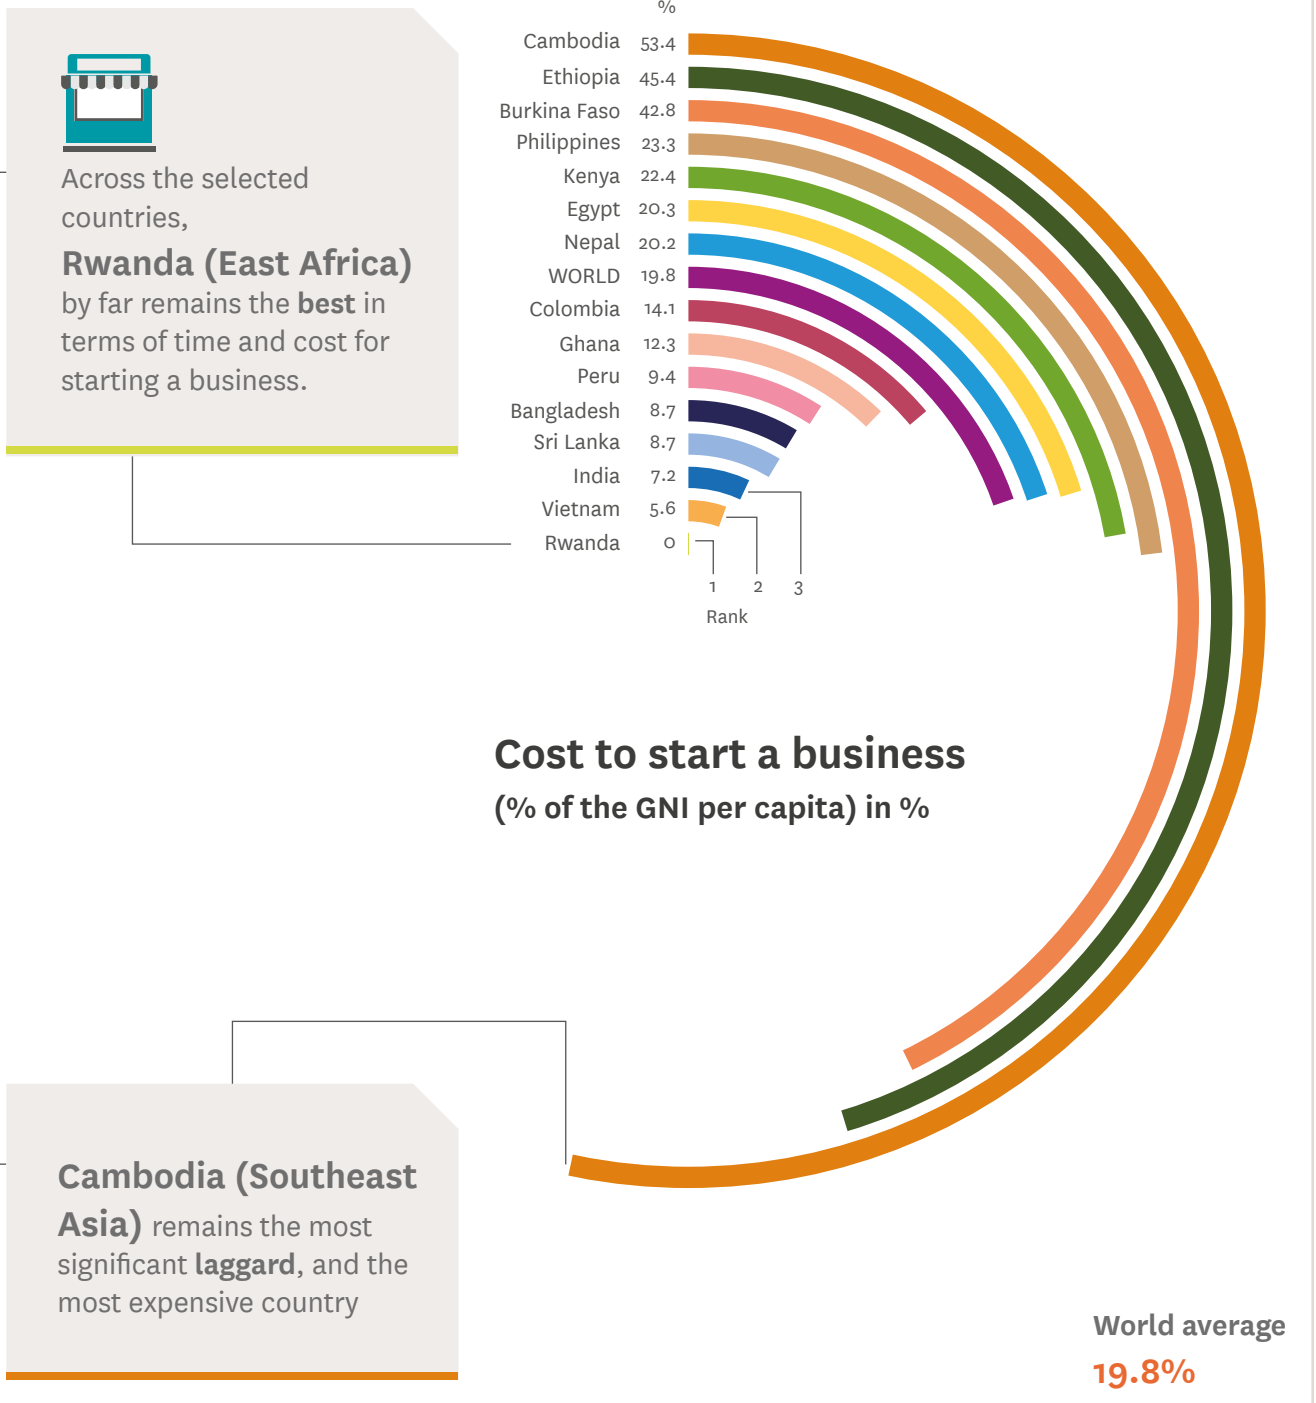 Across the selected
countries,
Rwanda (East Africa)
by far remains the best in
terms of time and cost for
starting a business.
%
Cambodia 53.4
Ethiopia 45.4
Burkina Faso 42.8
Philippines 23.3
Kenya 22.4
Egypt 20.3
Nepal 20.2
WORLD 19.8
Colombia 14.1
Ghana 12.3
Peru 9.4
Bangladesh 8.7
Sri Lanka 8.7
India 7.2
Vietnam 5.6
Rwanda 0
1 2 3
Rank
Cost to start a business
(% of the GNI per capita) in %
Cambodia (Southeast
Asia) remains the most
significant laggard, and the
most expensive country
World average
19.8%